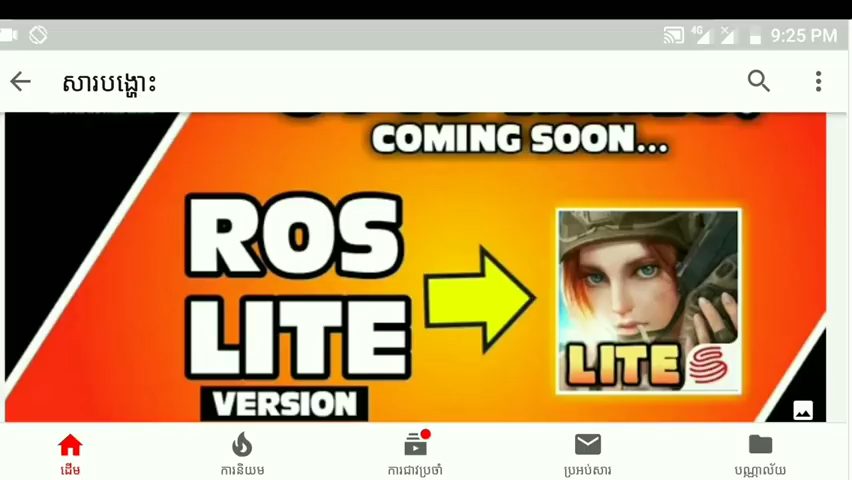 4G 9:25 PM
សារបង្ហោះ
COMING SOON...
ROS
LITE
VERSION
LITE
ដើម ការនិយម ការជាវប្រចាំ ប្រអប់សារ បណ្ណាល័យ